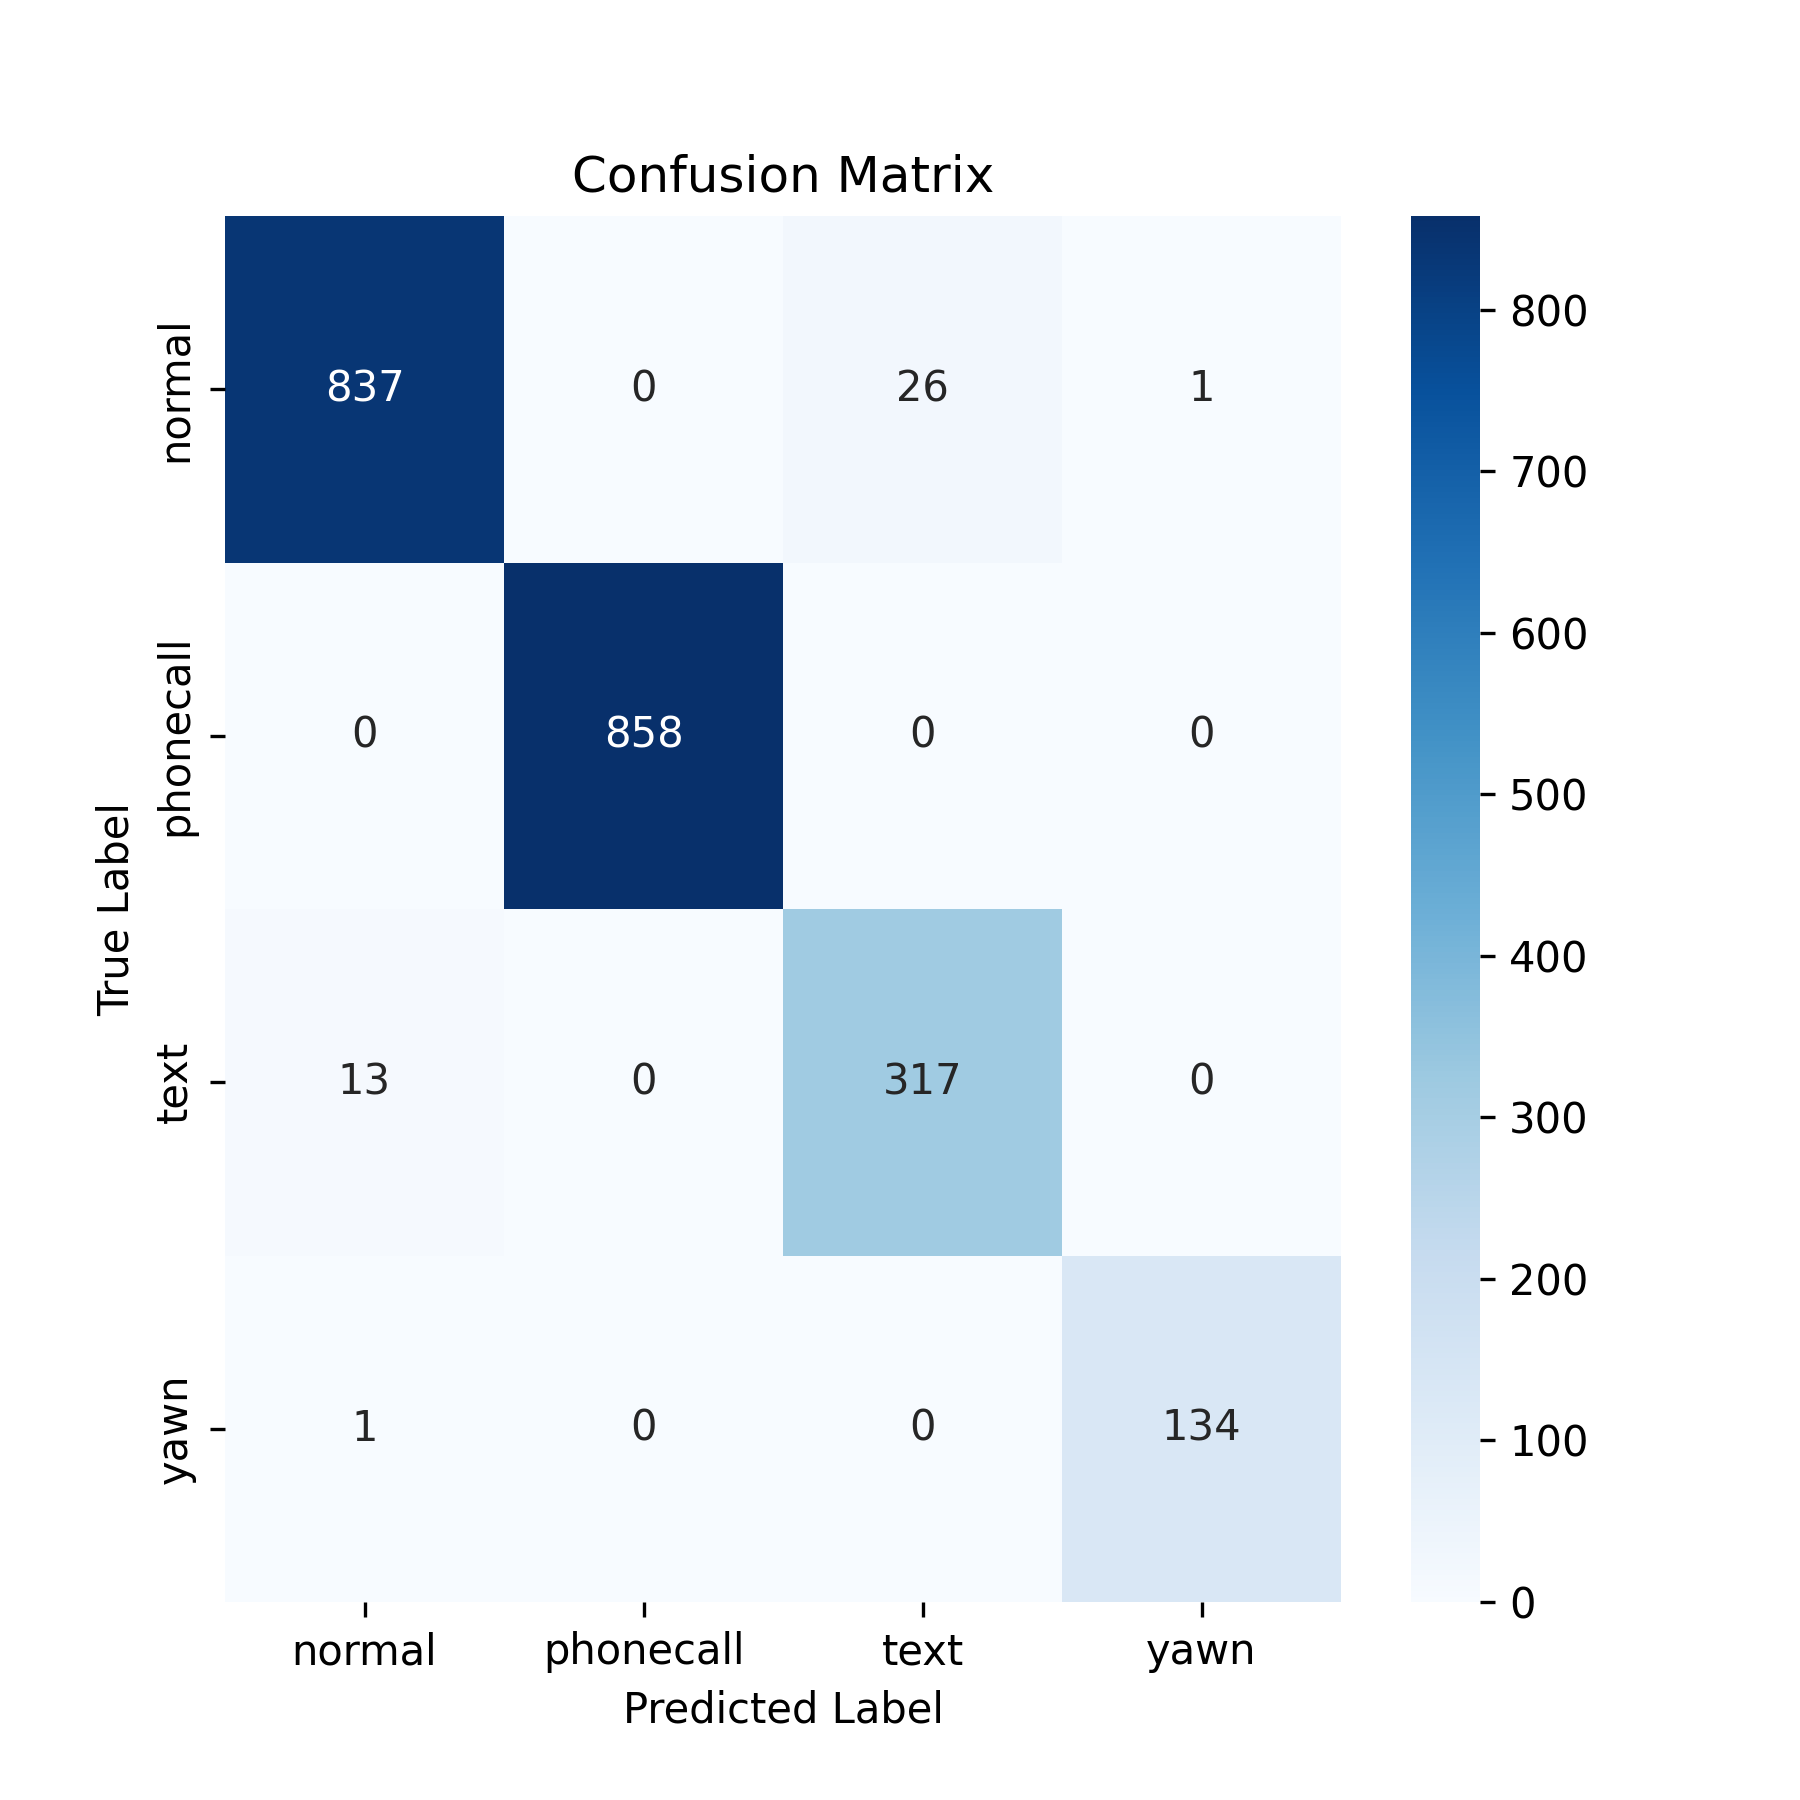 Confusion Matrix
True Label
normal
phonecall
text
yawn
837 0 26 1
0 858 0 0
13 0 317 0
1 0 0 134
normal phonecall text yawn
Predicted Label
800
700
600
500
400
300
200
100
0